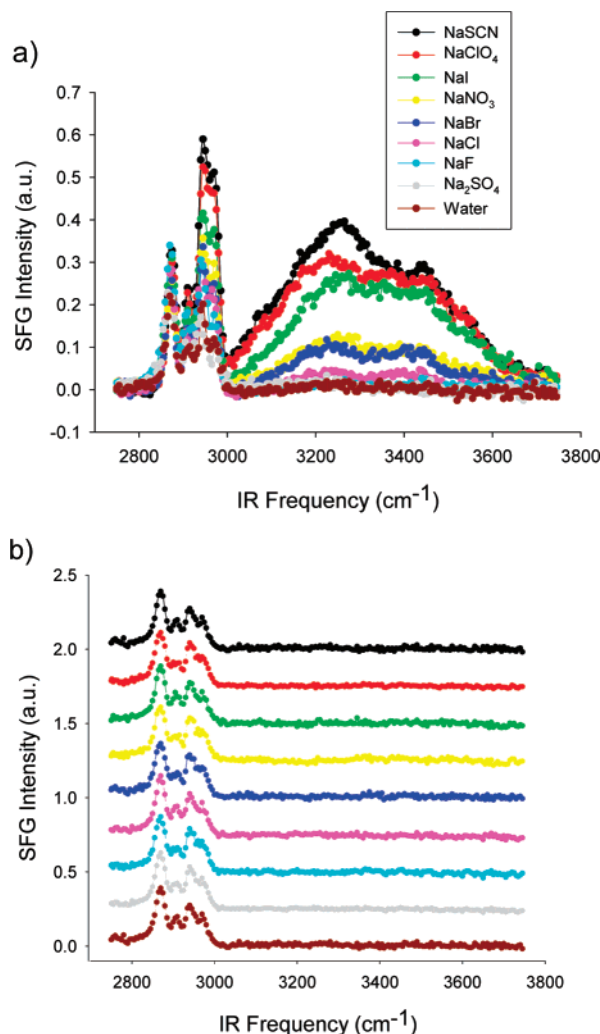 a)
NaSCN
NaClO₄
NaI
NaNO₃
NaBr
NaCl
NaF
Na₂SO₄
Water
SFG Intensity (a.u.)
0.7
0.6
0.5
0.4
0.3
0.2
0.1
0.0
-0.1
2800 3000 3200 3400 3600 3800
IR Frequency (cm⁻¹)
b)
SFG Intensity (a.u.)
2.5
2.0
1.5
1.0
0.5
0.0
2800 3000 3200 3400 3600 3800
IR Frequency (cm⁻¹)